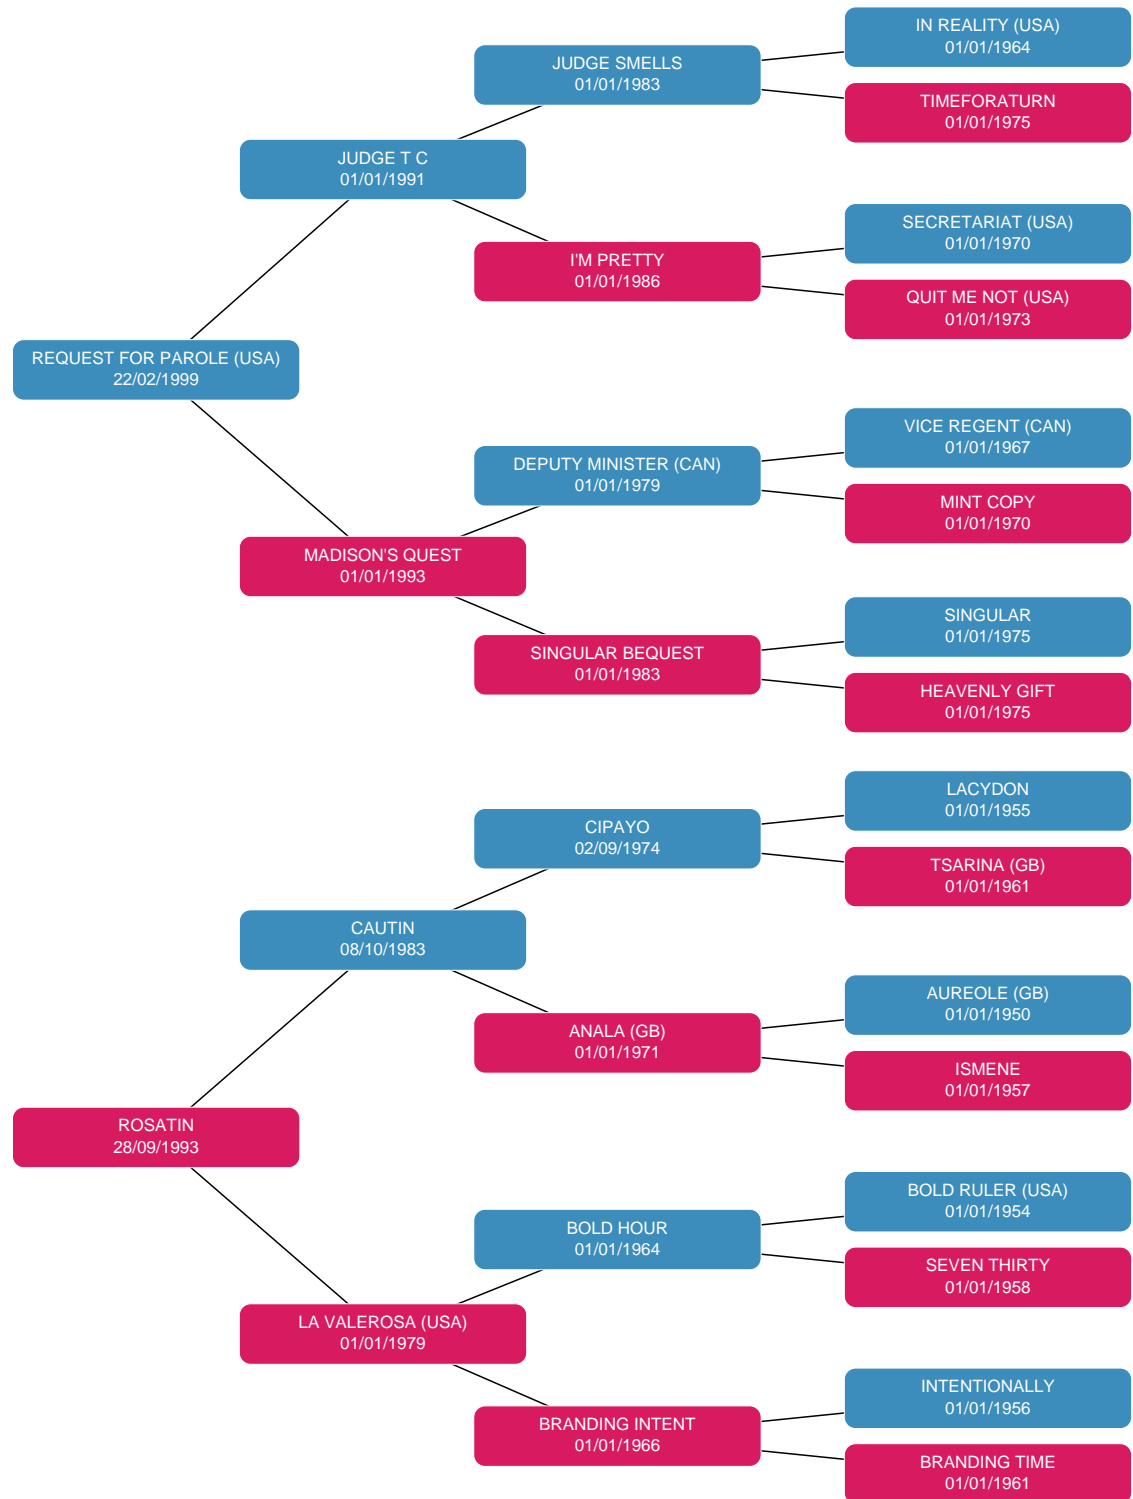 IN REALITY (USA)
01/01/1964
JUDGE SMELLS
01/01/1983
TIMEFORATURN
01/01/1975
JUDGE T C
01/01/1991
SECRETARIAT (USA)
01/01/1970
I'M PRETTY
01/01/1986
QUIT ME NOT (USA)
01/01/1973
REQUEST FOR PAROLE (USA)
22/02/1999
VICE REGENT (CAN)
01/01/1967
DEPUTY MINISTER (CAN)
01/01/1979
MINT COPY
01/01/1970
MADISON'S QUEST
01/01/1993
SINGULAR
01/01/1975
SINGULAR BEQUEST
01/01/1983
HEAVENLY GIFT
01/01/1975
LACYDON
01/01/1955
CIPAYO
02/09/1974
TSARINA (GB)
01/01/1961
CAUTIN
08/10/1983
AUREOLE (GB)
01/01/1950
ANALA (GB)
01/01/1971
ISMENE
01/01/1957
ROSATIN
28/09/1993
BOLD RULER (USA)
01/01/1954
BOLD HOUR
01/01/1964
SEVEN THIRTY
01/01/1958
LA VALEROSA (USA)
01/01/1979
INTENTIONALLY
01/01/1956
BRANDING INTENT
01/01/1966
BRANDING TIME
01/01/1961